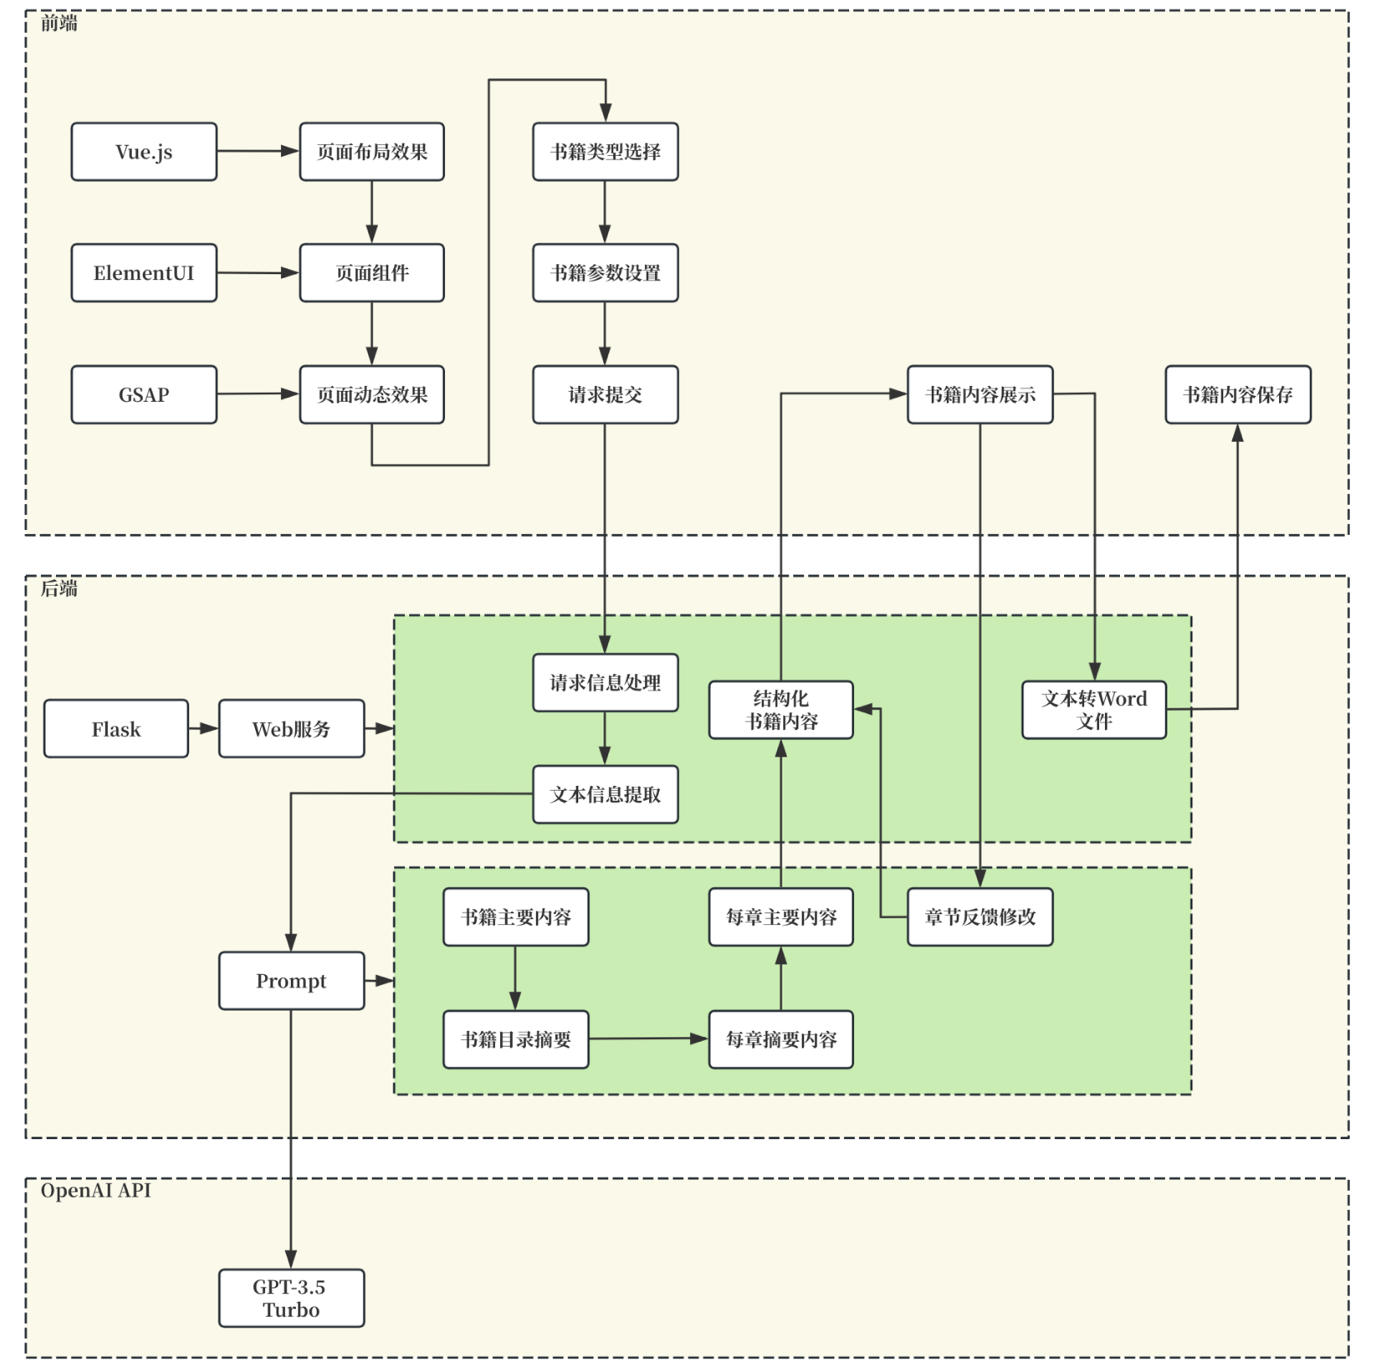 前端
Vue.js
页面布局效果
书籍类型选择
ElementUI
页面组件
书籍参数设置
GSAP
页面动态效果
请求提交
书籍内容展示
书籍内容保存
后端
Flask
Web服务
请求信息处理
结构化
书籍内容
文本转Word
文件
文本信息提取
书籍主要内容
每章主要内容
章节反馈修改
Prompt
书籍目录摘要
每章摘要内容
OpenAI API
GPT-3.5
Turbo